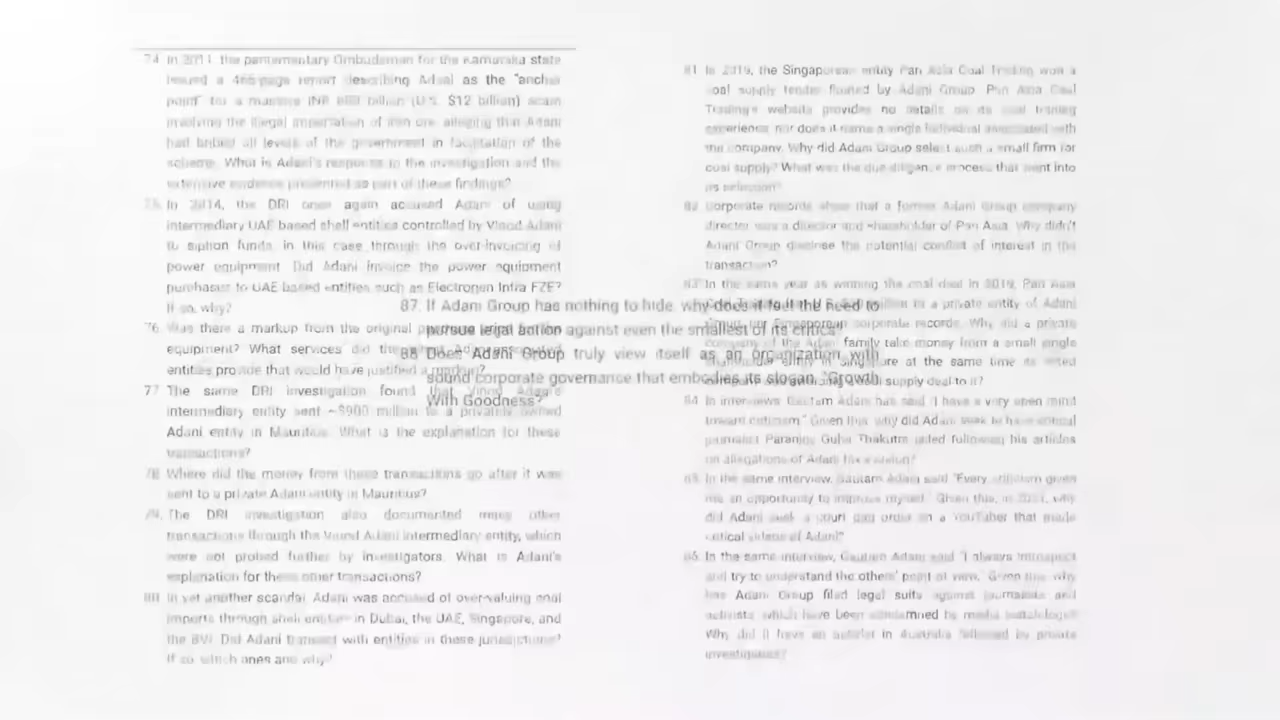 74. In 2011, the parliamentary Ombudsman for the Karnataka state
issued a 466-page report describing Adani as the "anchor
point" for a massive INR 600 billion (U.S. $12 billion) scam
involving the illegal importation of iron ore, alleging that Adani
had bribed all levels of the government in facilitation of the
scheme. What is Adani's response to the investigation and the
extensive evidence presented as part of these findings?
75. In 2014, the DRI once again accused Adani of using
intermediary UAE based shell entities controlled by Vinod Adani
to siphon funds, in this case through the over-invoicing of
power equipment. Did Adani invoice the power equipment
purchases to UAE based entities such as Electrogen Infra FZE?
If so, why?
76. Was there a markup from the original purchase
equipment? What services did the
entities provide that would have justified a markup?
77. The same DRI investigation found that Vinod Adani's
intermediary entity sent ~$900 million to a privately owned
Adani entity in Mauritius. What is the explanation for these
transactions?
78. Where did the money from these transactions go after it was
sent to a private Adani entity in Mauritius?
79. The DRI investigation also documented many other
transactions through the Vinod Adani intermediary entity, which
were not probed further by investigators. What is Adani's
explanation for these other transactions?
80. In yet another scandal, Adani was accused of over-valuing coal
imports through shell entities in Dubai, the UAE, Singapore, and
the BVI. Did Adani transact with entities in these jurisdictions?
If so, which ones and why?
87. If Adani Group has nothing to hide, why does it feel the need to
pursue legal action against even the smallest of its critics?
88. Does Adani Group truly view itself as an organization with
sound corporate governance that embodies its slogan, "Growth
With Goodness?"
81. In 2019, the Singaporean entity Pan Asia Coal Trading won a
coal supply tender floated by Adani Group. Pan Asia Coal
Trading's website provides no details on its coal trading
experience, nor does it name a single individual associated with
the company. Why did Adani Group select such a small firm for
coal supply? What was the due diligence process that went into
its selection?
82. Corporate records show that a former Adani Group company
director was a director and shareholder of Pan Asia. Why didn't
Adani Group disclose the potential conflict of interest in the
transaction?
83. In the same year as winning the coal deal in 2019, Pan Asia
to a private entity of Adani
Group, per Singaporean corporate records. Why did a private
company of the Adani family take money from a small single
shareholder entity in Singapore at the same time as
supply deal to it?
84. In interviews, Gautam Adani has said "I have a very open mind
toward criticism." Given this, why did Adani seek to have critical
journalist Paranjoy Guha Thakurta jailed following his articles
on allegations of Adani tax evasion?
85. In the same interview, Gautam Adani said "Every criticism gives
me an opportunity to improve myself." Given this, in 2021, why
did Adani seek a court gag order on a YouTuber that made
critical videos of Adani?
86. In the same interview, Gautam Adani said "I always introspect
and try to understand the others' point of view." Given this, why
has Adani Group filed legal suits against journalists and
activists, which have been condemned by media watchdogs?
Why did it have an activist in Australia followed by private
investigators?